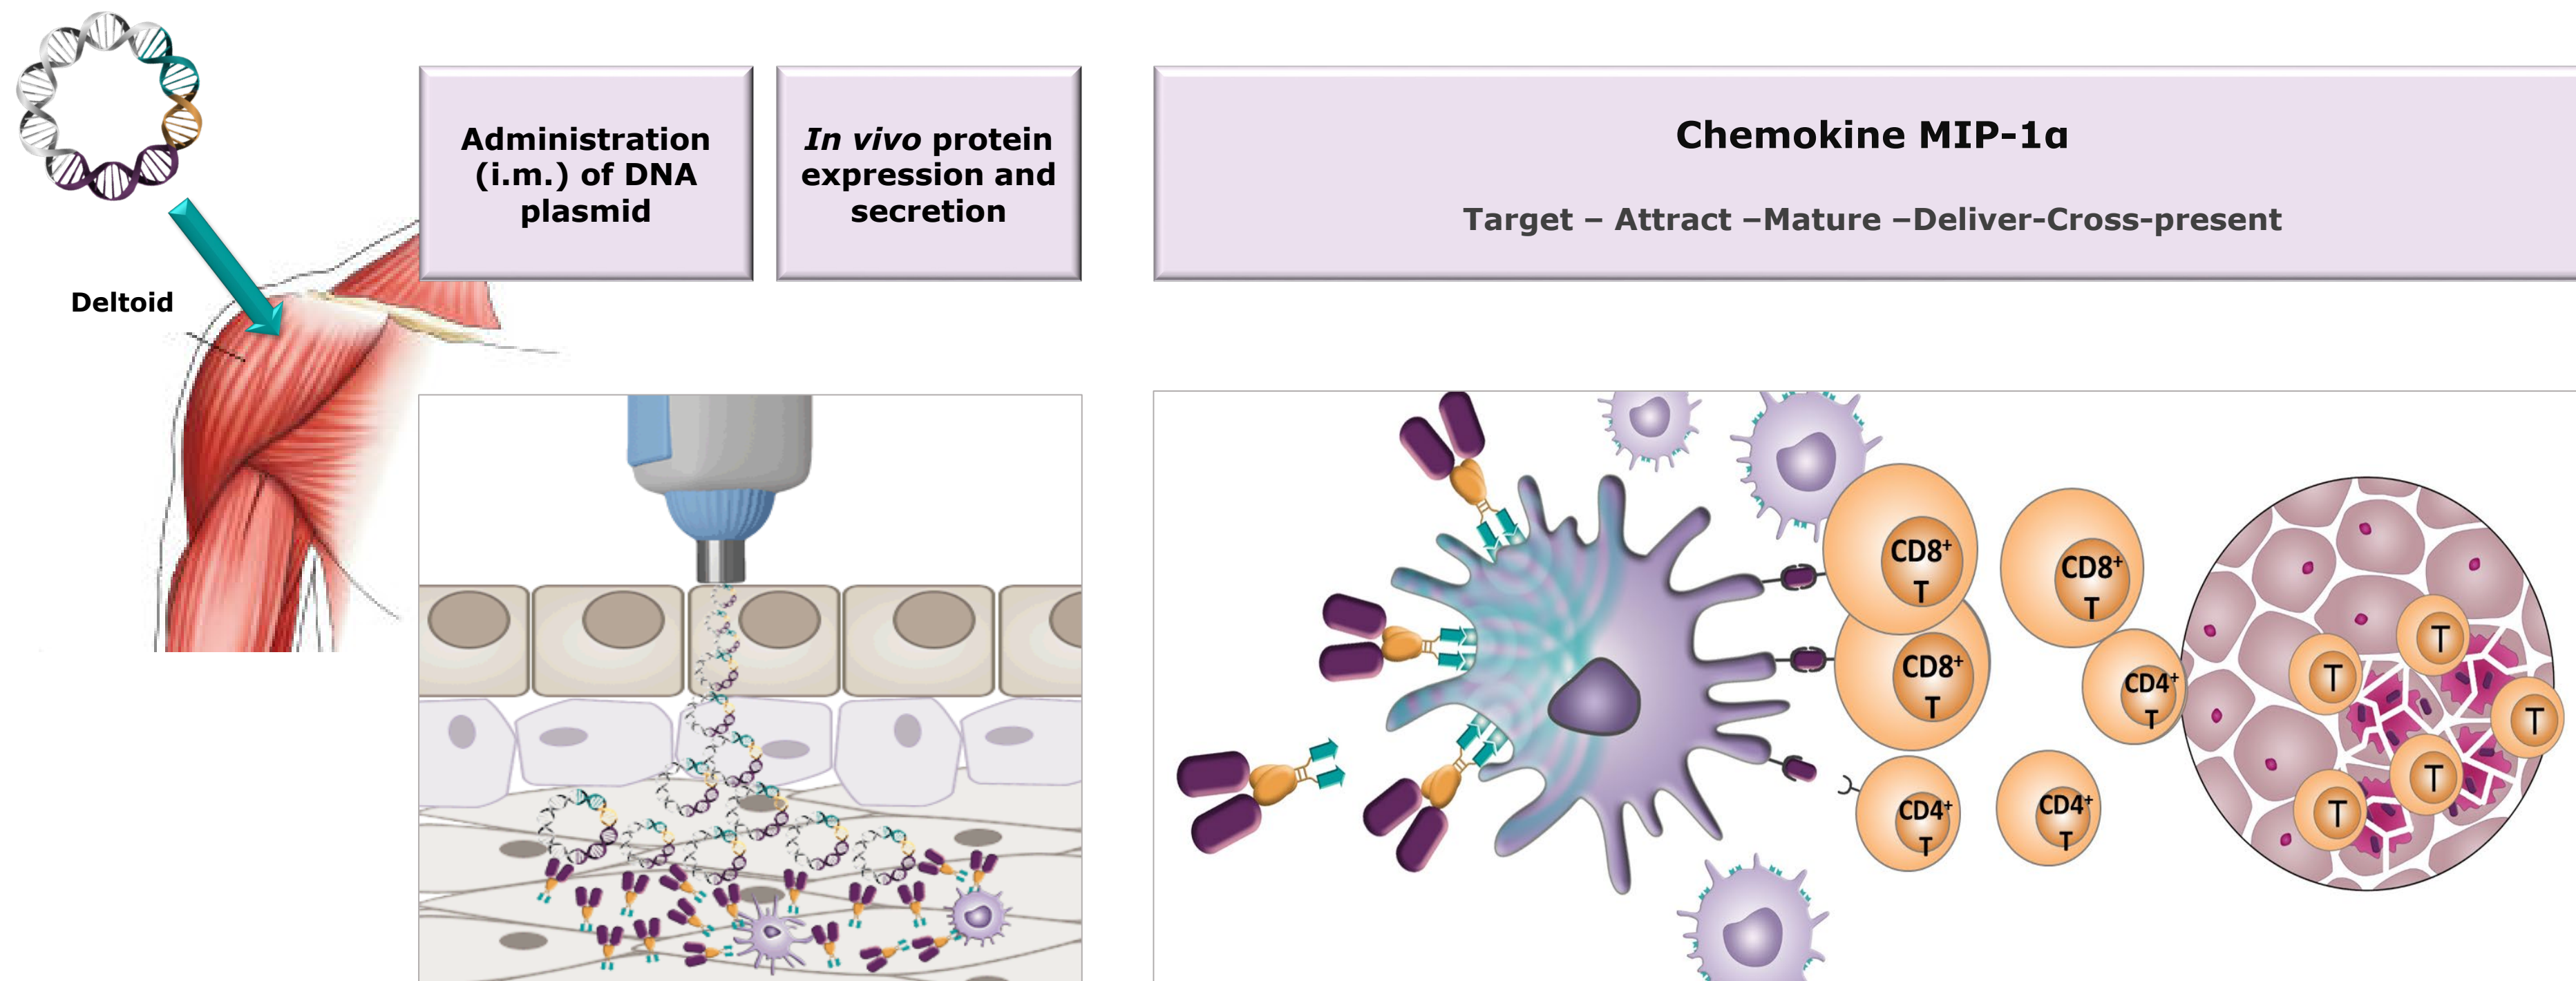 Administration
(i.m.) of DNA
plasmid
In vivo protein
expression and
secretion
Chemokine MIP-1α
Target – Attract –Mature –Deliver-Cross-present
Deltoid
CD8+
T
CD8+
T
CD8+
T
CD4+
T
CD4+
T
CD4+
T
T
T
T
T
T